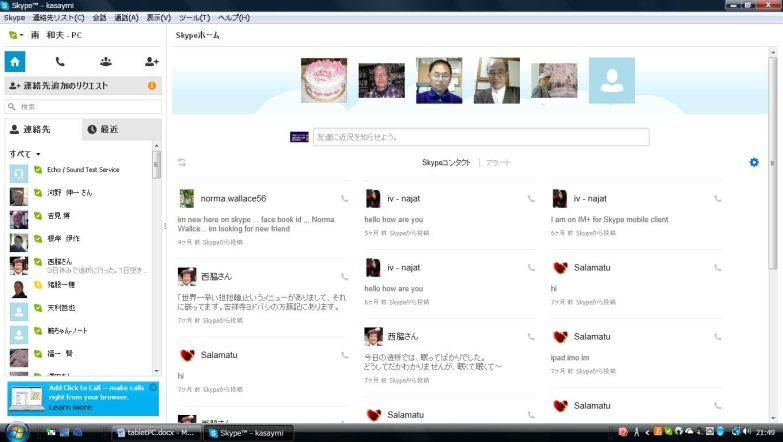 Skype™ - kasaymi
Skype 連絡先リスト(C) 会話 通話(A) 表示(V) ツール(T) ヘルプ(H)
南 和夫 - PC
連絡先追加のリクエスト
検索
連絡先 最近
すべて
Echo / Sound Test Service
河野 伸一 さん
吉見 博
根岸 伊作
西脇さん
3日休みで透析に行った。1日空き...
猪股一穂
天利哲也
鞄ちゃんノート
福一 賢
Add Click to Call — make calls
right from your browser.
Learn more
Skypeホーム
友達に近況を知らせよう。
Skypeコンタクト アラート
norma.wallace56
im new here on skype ... face book id ,,, Norma
Wallce... im looking for new friend
4ヶ月 前 Skypeから投稿
西脇さん
「世界一辛い担担麺」というメニューがありまして、それ
に嵌ってます。吉祥寺ヨドバシの万豚記にあります。
7ヶ月 前 Skypeから投稿
Salamatu
hi
7ヶ月 前 Skypeから投稿
西脇さん
iv - najat
hello how are you
5ヶ月 前 Skypeから投稿
iv - najat
hello how are you
6ヶ月 前 Skypeから投稿
西脇さん
今日の透析では、眠ってばかりでした。
どうしてだかわかりませんが、眠くて眠くて～
7ヶ月 前 Skypeから投稿
Salamatu
iv - najat
I am on IM+ for Skype mobile client
6ヶ月 前 Skypeから投稿
Salamatu
hi
7ヶ月 前 Skypeから投稿
Salamatu
ipad.imo.im
7ヶ月 前 Skypeから投稿
Salamatu
tabletPC.docx - M...
Skype™ - kasaymi
21:49